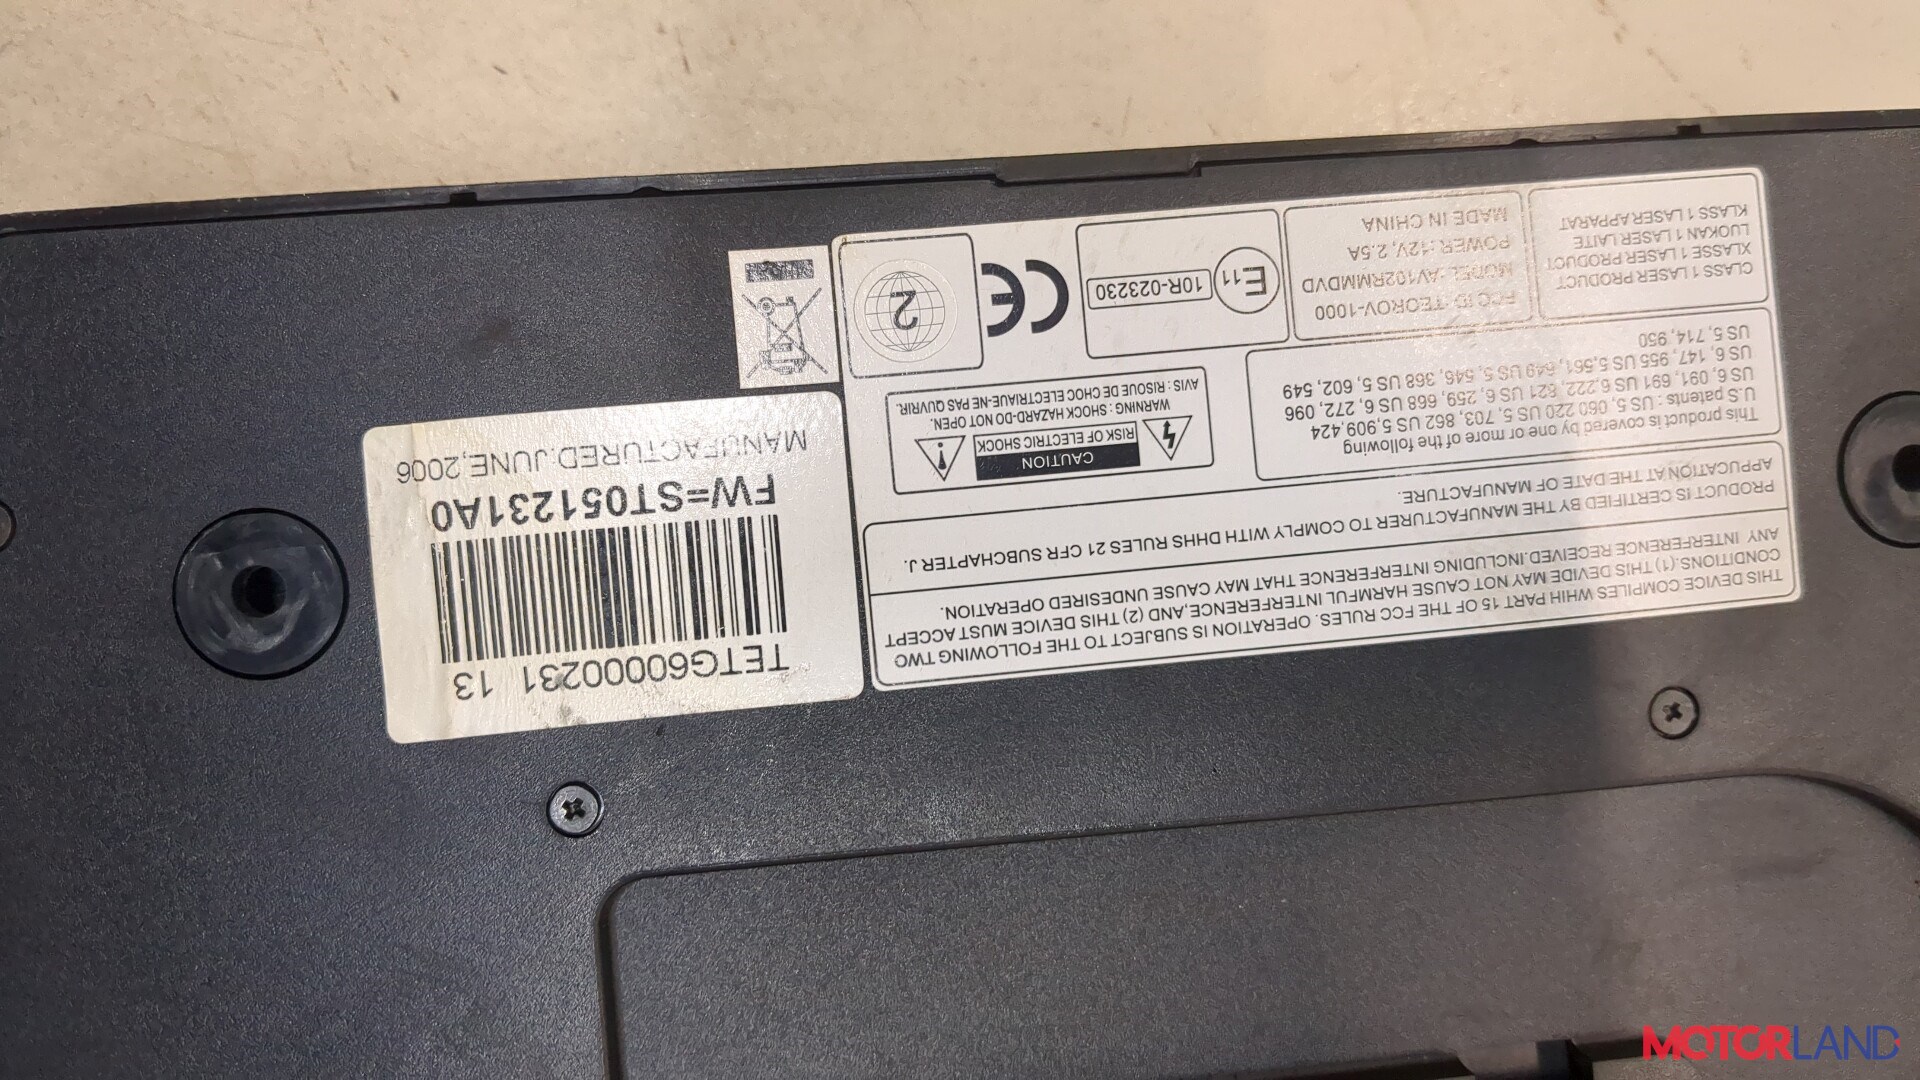 THIS DEVICE COMPILES WHIH PART 15 OF THE FCC RULES. OPERATION IS SUBJECT TO THE FOLLOWING TWO
CONDITIONS:(1) THIS DEVICE MAY NOT CAUSE HARMFUL INTERFERENCE, AND (2) THIS DEVICE MUST ACCEPT
ANY INTERFERENCE RECEIVED.INCLUDING INTERFERENCE THAT MAY CAUSE UNDESIRED OPERATION.
PRODUCT IS CERTIFIED BY THE MANUFACTURER TO COMPLY WITH DHHS RULES 21 CFR SUBCHAPTER J.
APPUCATION AT THE DATE OF MANUFACTURE.
This product is covered by one or more of the following
U.S patents : US 5, 060 220 US 5, 703, 862 US 5,909,424
US 6, 091, 691 US 6,222, 821 US 6, 259, 668 US 6, 272, 096
US 6, 147, 955 US 5,561, 649 US 5, 546, 368 US 5, 602, 549
US 5, 714, 950
CAUTION
RISK OF ELECTRIC SHOCK
WARNING : SHOCK HAZARD-DO NOT OPEN.
AVIS : RISQUE DE CHOC ELECTRIAUE-NE PAS QUVRIR.
CLASS 1 LASER PRODUCT
XLASSE 1 LASER PRODUCT
LUOKAN 1 LASER LAITE
KLASS 1 LASERAPPARAT
FCC ID :TEOROV-1000
MODEL :AV102RMMDVD
POWER :12V, 2.5A
MADE IN CHINA
E11
10R-023230
CE
2
TETG6000231 13
FW=ST051231A0
MANUFACTURED.JUNE,2006
MOTORLAND